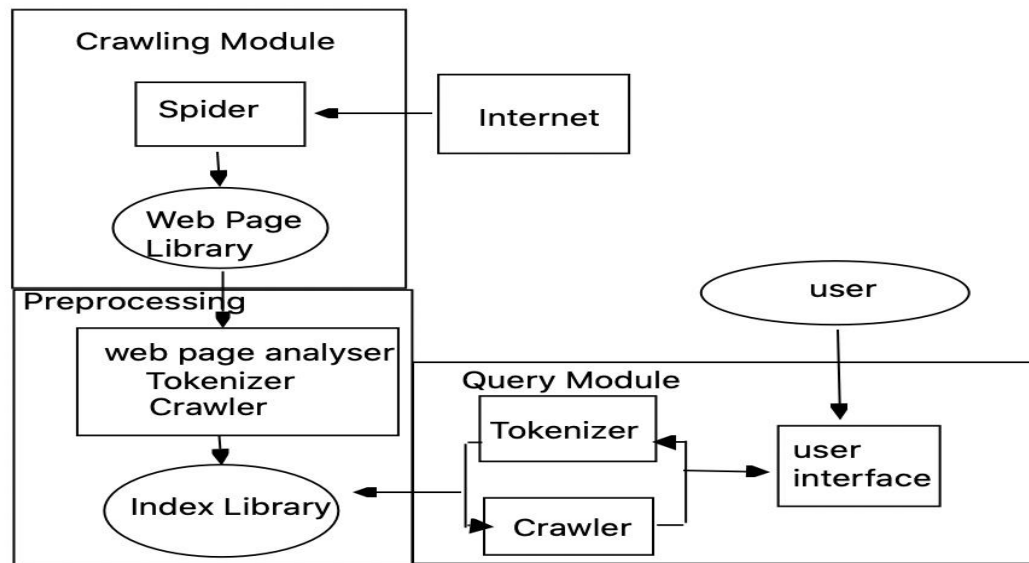 Crawling Module
Spider
Internet
Web Page
Library
Preprocessing
web page analyser
Tokenizer
Crawler
Index Library
user
Query Module
Tokenizer
Crawler
user
interface